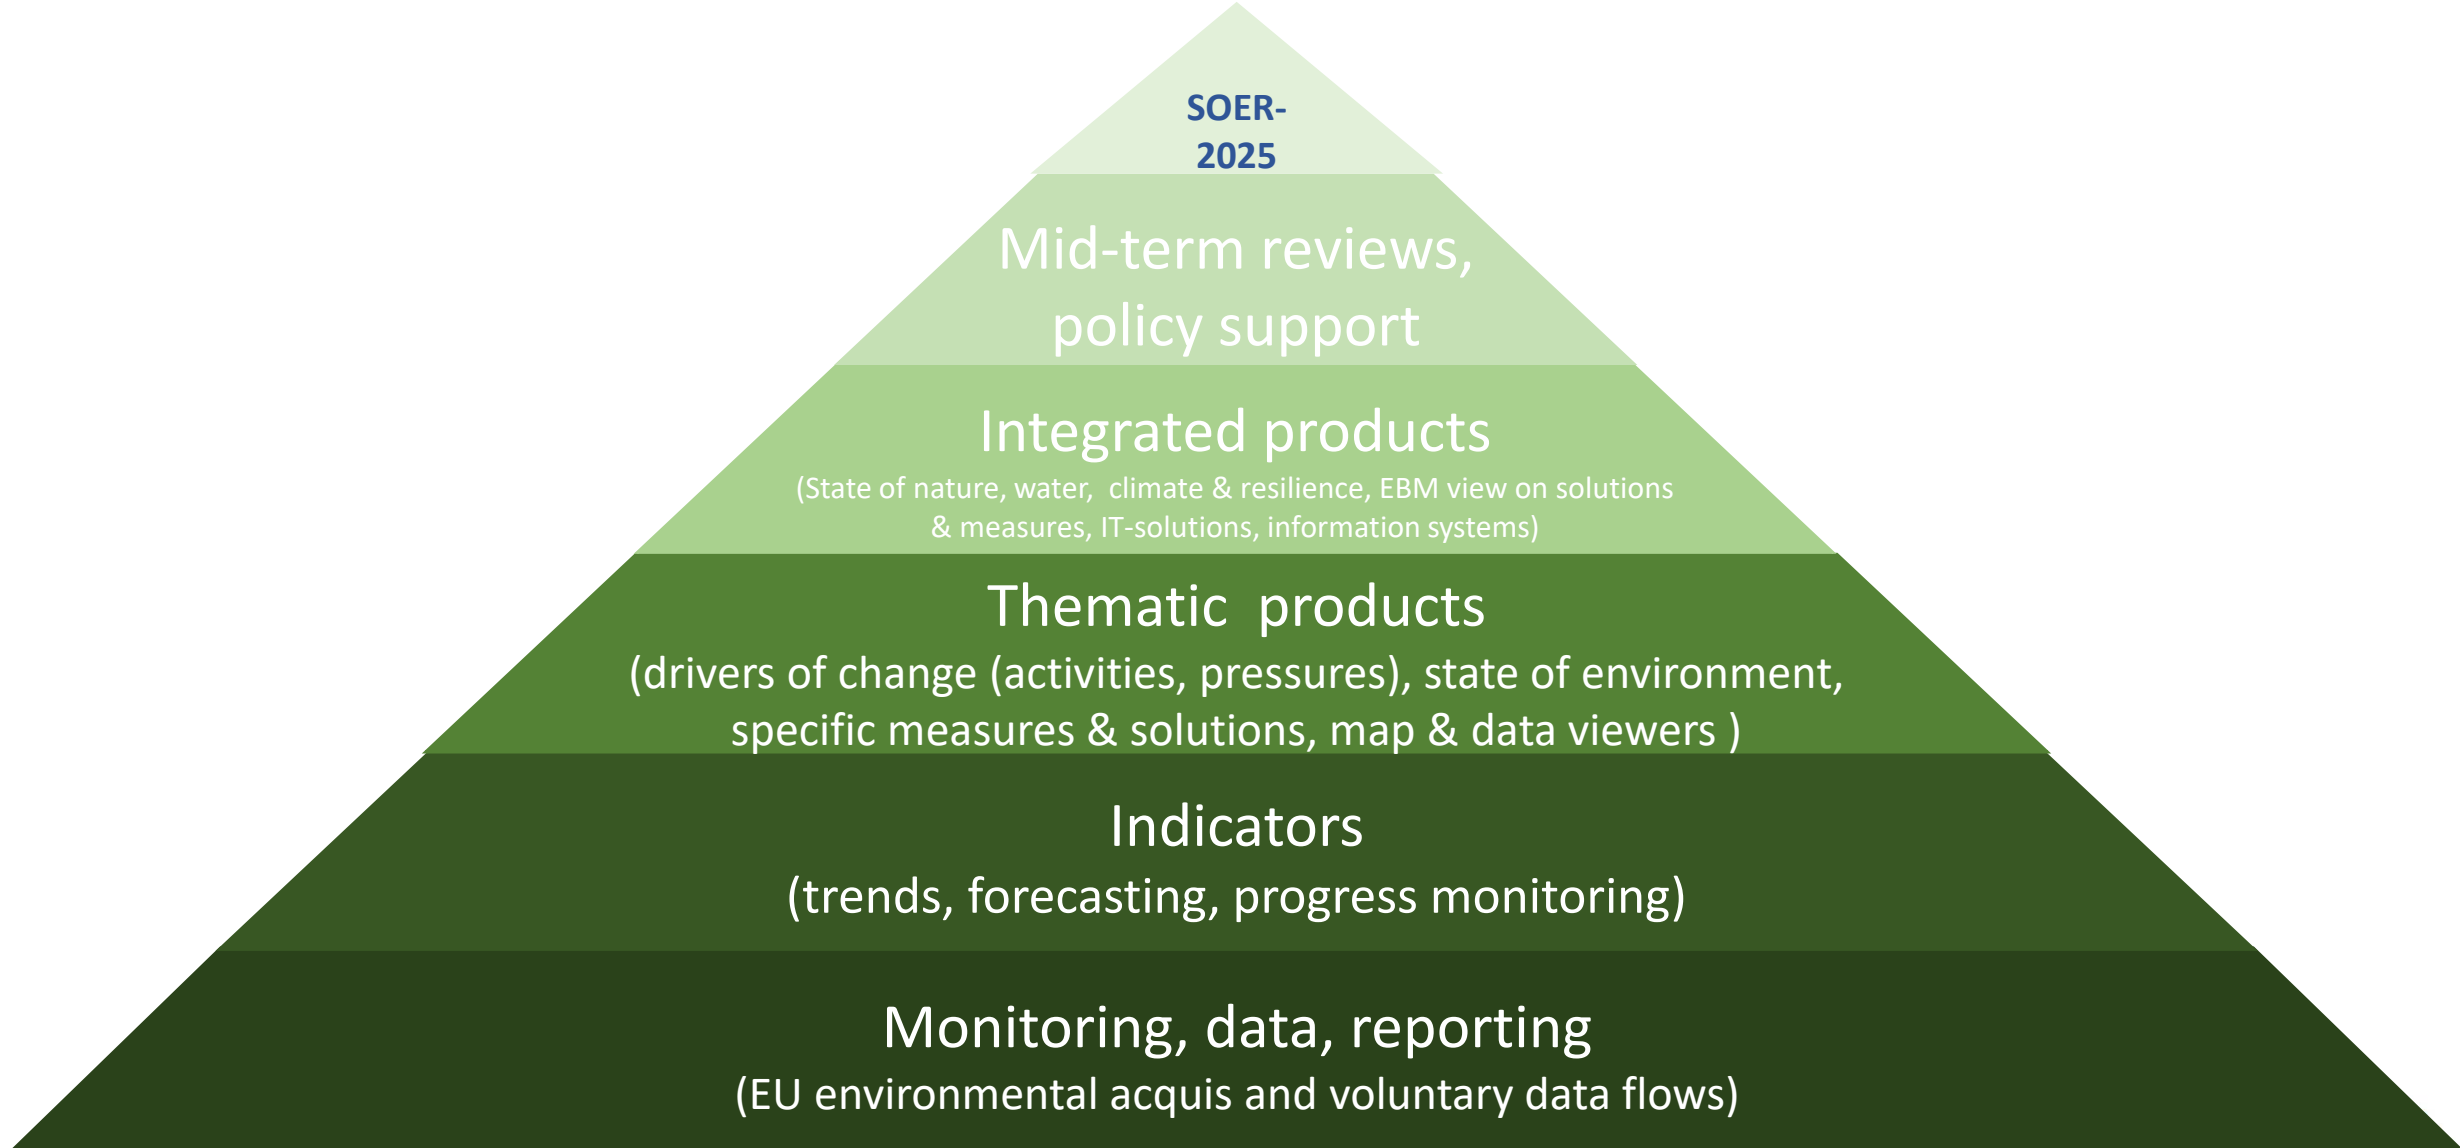 SOER-
2025
Mid-term reviews,
policy support
Integrated products
(State of nature, water, climate & resilience, EBM view on solutions
& measures, IT-solutions, information systems)
Thematic products
(drivers of change (activities, pressures), state of environment,
specific measures & solutions, map & data viewers )
Indicators
(trends, forecasting, progress monitoring)
Monitoring, data, reporting
(EU environmental acquis and voluntary data flows)